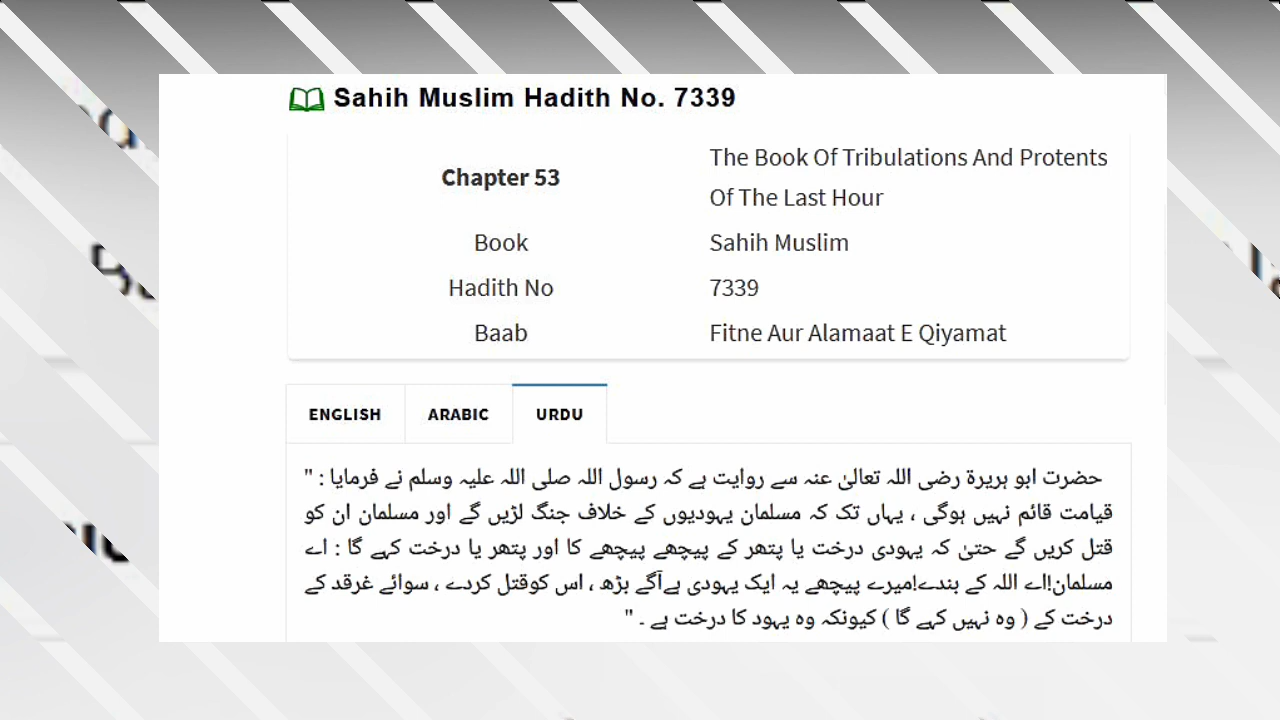 Sahih Muslim Hadith No. 7339
Chapter 53
The Book Of Tribulations And Protents
Of The Last Hour
Book
Sahih Muslim
Hadith No
7339
Baab
Fitne Aur Alamaat E Qiyamat
ENGLISH
ARABIC
URDU
حضرت ابو ہریرۃ رضی اللہ تعالیٰ عنہ سے روایت ہے کہ رسول اللہ صلی اللہ علیہ وسلم نے فرمایا : "
قیامت قائم نہیں ہوگی ، یہاں تک کہ مسلمان یہودیوں کے خلاف جنگ لڑیں گے اور مسلمان ان کو
قتل کریں گے حتیٰ کہ یہودی درخت یا پتھر کے پیچھے پیچھے کا اور پتھر یا درخت کہے گا : اے
مسلمان!اے اللہ کے بندے!میرے پیچھے یہ ایک یہودی ہےآگے بڑھ ، اس کوقتل کردے ، سوائے غرقد کے
درخت کے ( وہ نہیں کہے گا ) کیونکہ وہ یہود کا درخت ہے ۔ "